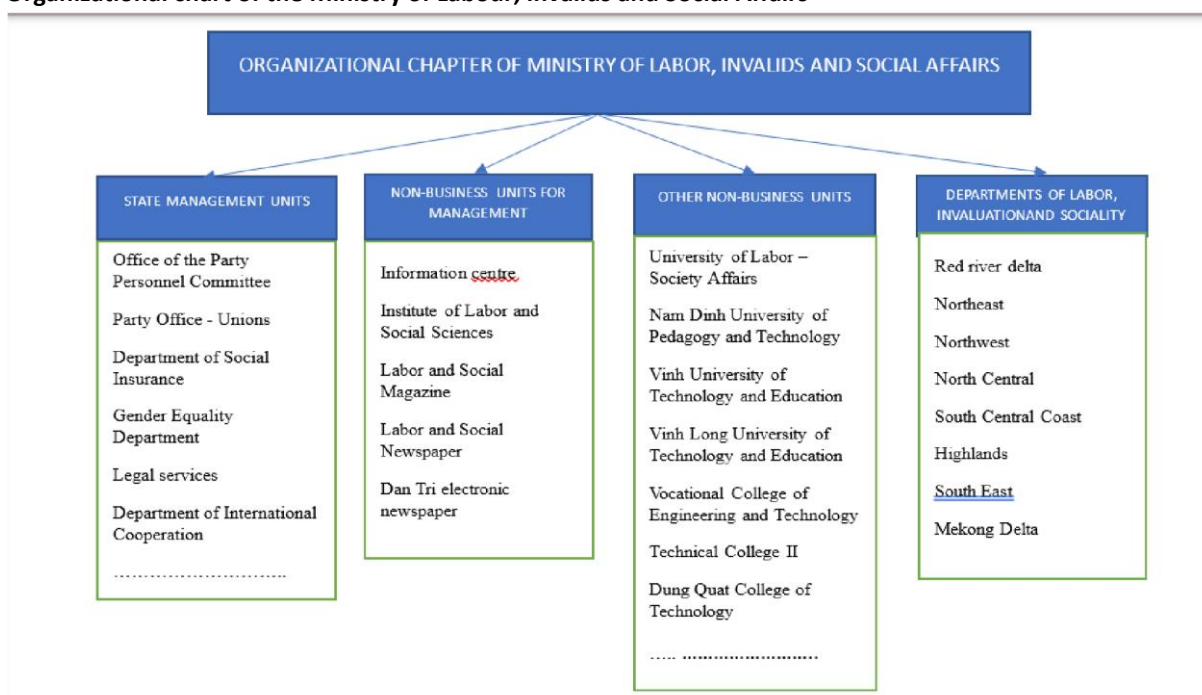 ORGANIZATIONAL CHAPTER OF MINISTRY OF LABOR, INVALIDS AND SOCIAL AFFAIRS
STATE MANAGEMENT UNITS
Office of the Party
Personnel Committee
Party Office - Unions
Department of Social
Insurance
Gender Equality
Department
Legal services
Department of International
Cooperation
………………………..
NON-BUSINESS UNITS FOR
MANAGEMENT
Information centre
Institute of Labor and
Social Sciences
Labor and Social
Magazine
Labor and Social
Newspaper
Dan Tri electronic
newspaper
OTHER NON-BUSINESS UNITS
University of Labor –
Society Affairs
Nam Dinh University of
Pedagogy and Technology
Vinh University of
Technology and Education
Vinh Long University of
Technology and Education
Vocational College of
Engineering and Technology
Technical College II
Dung Quat College of
Technology
….. ……………………..
DEPARTMENTS OF LABOR,
INVALUATIONAND SOCIALITY
Red river delta
Northeast
Northwest
North Central
South Central Coast
Highlands
South East
Mekong Delta